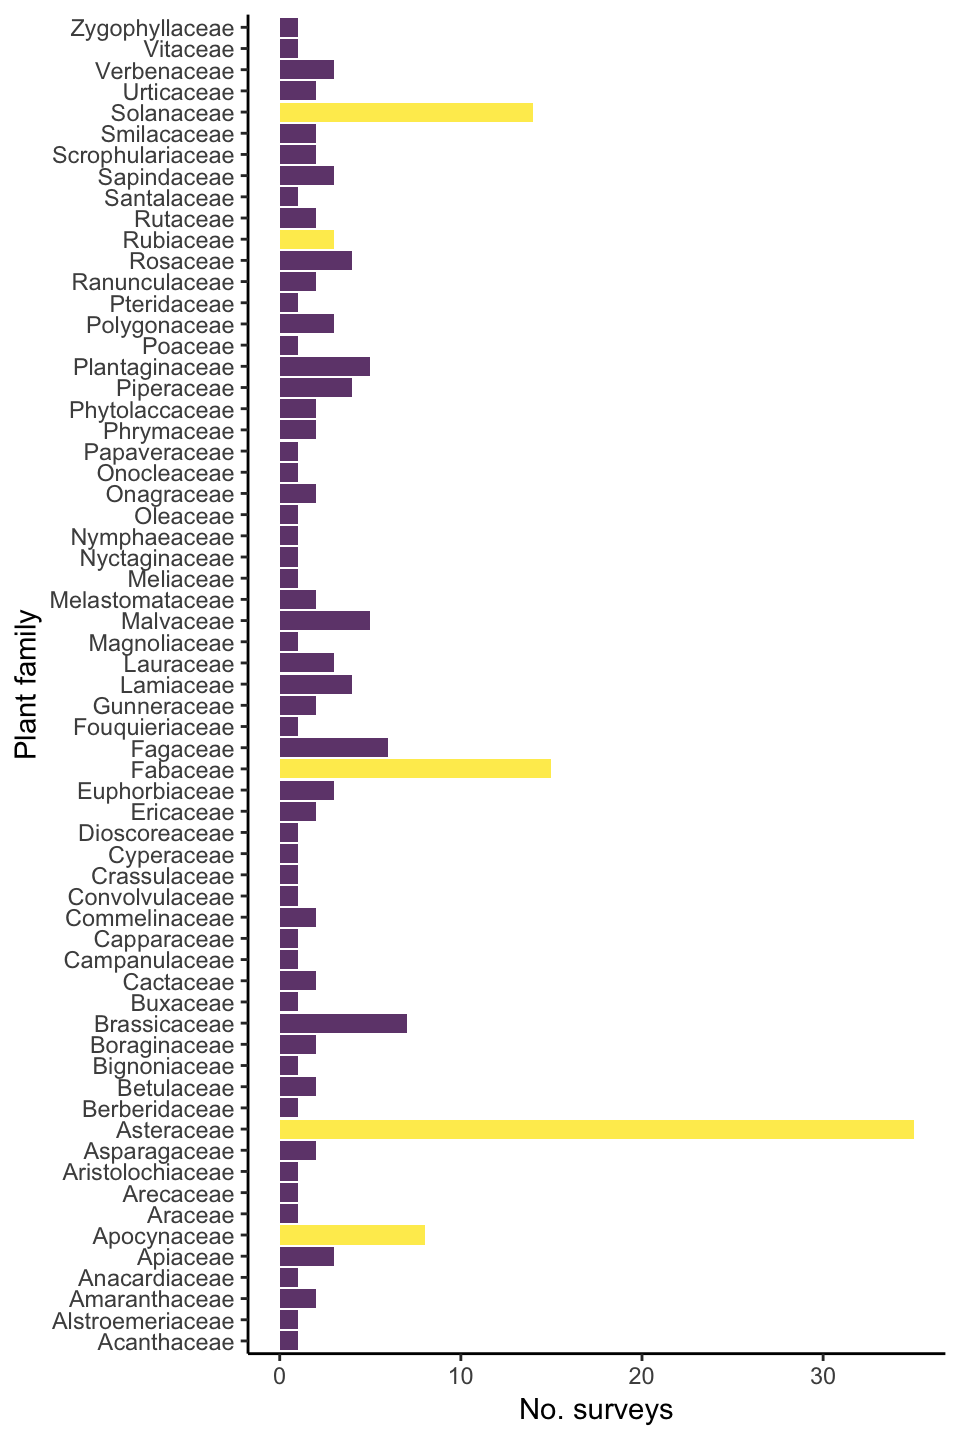 Zygophyllaceae
Vitaceae
Verbenaceae
Urticaceae
Solanaceae
Smilacaceae
Scrophulariaceae
Sapindaceae
Santalaceae
Rutaceae
Rubiaceae
Rosaceae
Ranunculaceae
Pteridaceae
Polygonaceae
Poaceae
Plantaginaceae
Piperaceae
Phytolaccaceae
Phrymaceae
Papaveraceae
Onocleaceae
Onagraceae
Oleaceae
Nymphaeaceae
Nyctaginaceae
Meliaceae
Melastomataceae
Malvaceae
Magnoliaceae
Lauraceae
Lamiaceae
Gunneraceae
Fouquieriaceae
Fagaceae
Fabaceae
Euphorbiaceae
Ericaceae
Dioscoreaceae
Cyperaceae
Crassulaceae
Convolvulaceae
Commelinaceae
Capparaceae
Campanulaceae
Cactaceae
Buxaceae
Brassicaceae
Boraginaceae
Bignoniaceae
Betulaceae
Berberidaceae
Asteraceae
Asparagaceae
Aristolochiaceae
Arecaceae
Araceae
Apocynaceae
Apiaceae
Anacardiaceae
Amaranthaceae
Alstroemeriaceae
Acanthaceae
Plant family
0 10 20 30
No. surveys